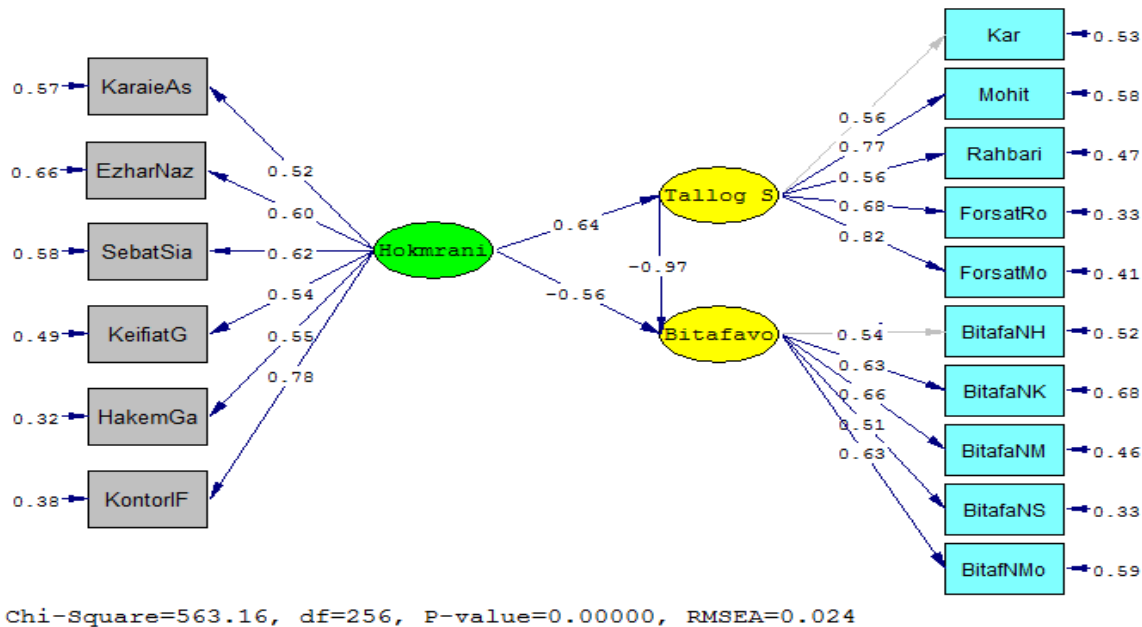 Kar
0.53
KaraieAs
0.57
Mohit
0.58
0.56
0.77
Rahbari
0.47
EzharNaz
0.66
0.52
0.56
Tallog S
0.60
0.68
ForsatRo
0.33
0.64
0.82
SebatSia
0.58
0.62
Hokmrani
-0.97
ForsatMo
0.41
0.54
-0.56
KeifiatG
0.49
0.55
Bitafavo
0.54
BitafaNH
0.52
0.78
0.63
BitafaNK
0.68
0.66
HakemGa
0.32
0.51
BitafaNM
0.46
0.63
KontorlF
0.38
BitafaNS
0.33
BitafNMo
0.59
Chi-Square=563.16, df=256, P-value=0.00000, RMSEA=0.024